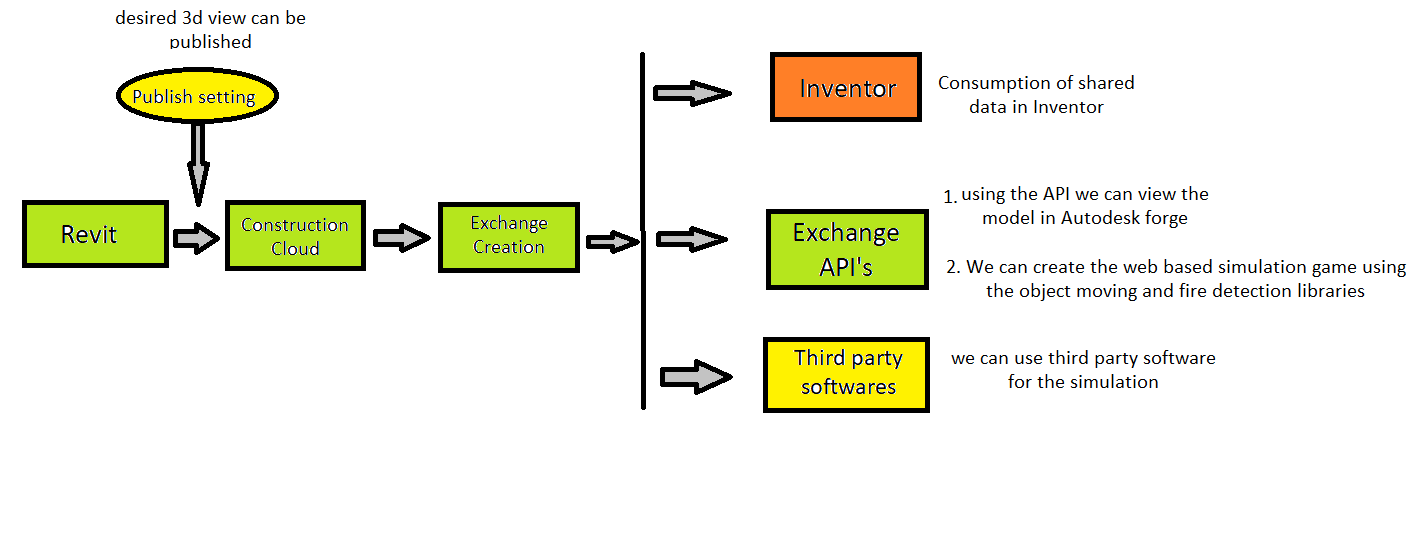 desired 3d view can be
published
Publish setting
Revit
Construction
Cloud
Exchange
Creation
Inventor
Consumption of shared
data in Inventor
Exchange
API's
1. using the API we can view the
model in Autodesk forge
2. We can create the web based simulation game using
the object moving and fire detection libraries
Third party
softwares
we can use third party software
for the simulation